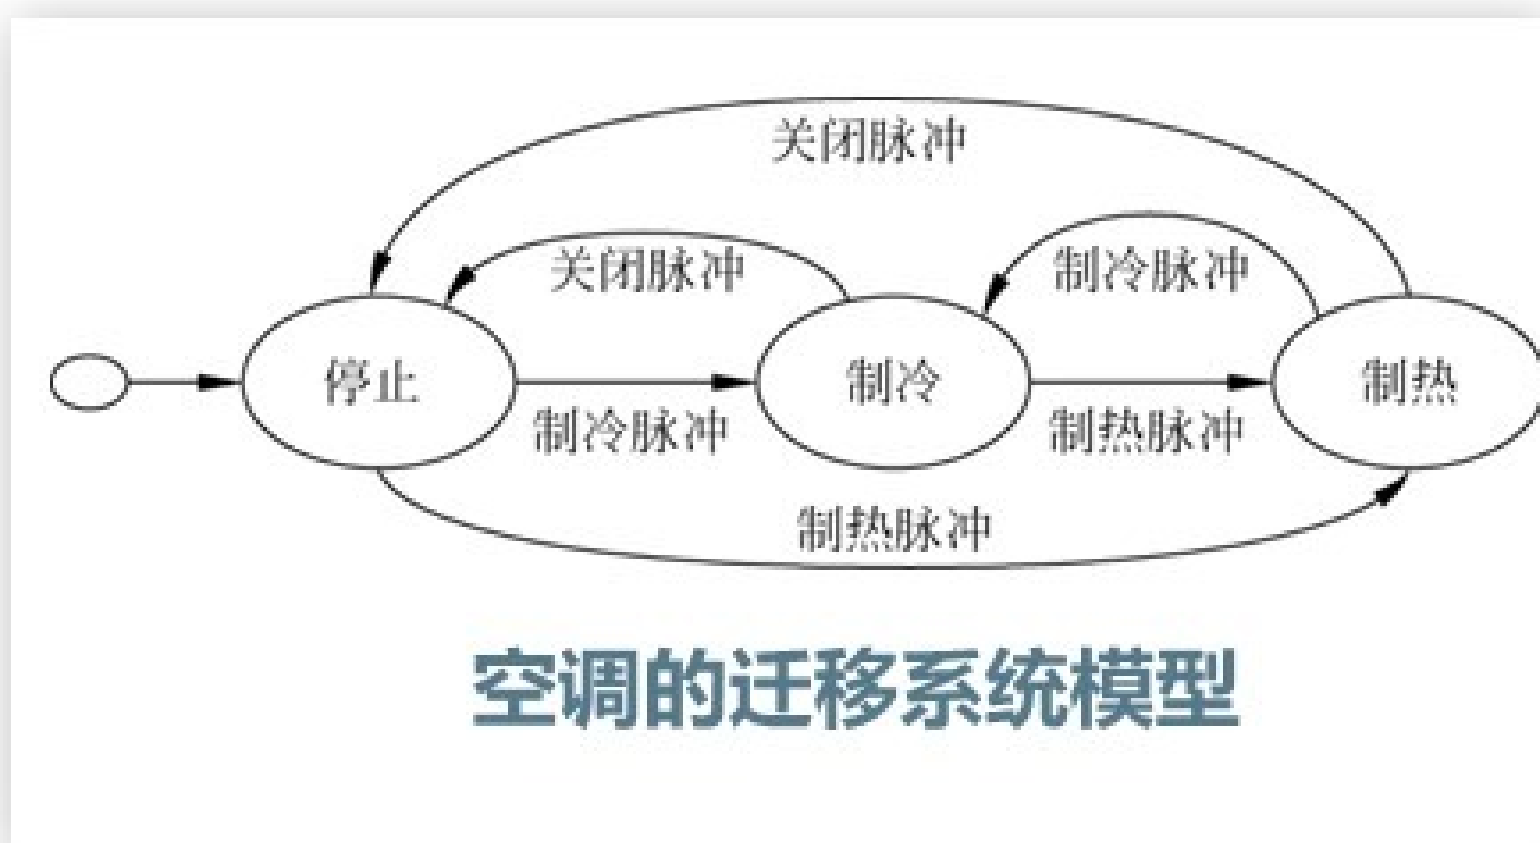 关闭脉冲
关闭脉冲
制冷脉冲
停止
制冷
制热
制冷脉冲
制热脉冲
制热脉冲
空调的迁移系统模型